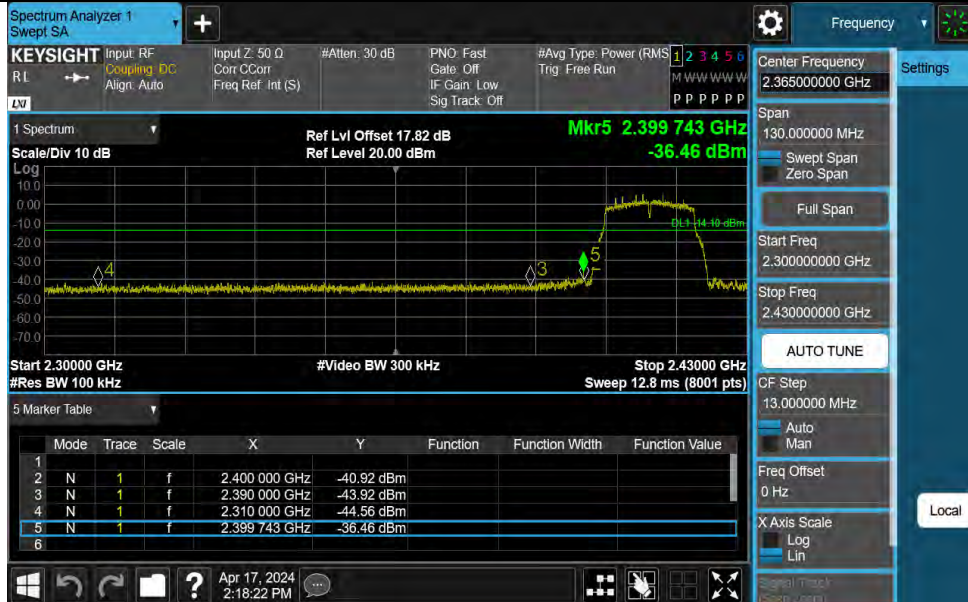 Spectrum Analyzer 1
Swept SA
Frequency
KEYSIGHT
Input: RF
Coupling: DC
Align: Auto
Input Z: 50 Ω
Corr CCorr
Freq Ref: Int (S)
#Atten: 30 dB
PNO: Fast
Gate: Off
IF Gain: Low
Sig Track: Off
#Avg Type: Power (RMS
Trig: Free Run
1 2 3 4 5 6
M W W W W W
P P P P P P
LXI
1 Spectrum
Scale/Div 10 dB
Ref Lvl Offset 17.82 dB
Ref Level 20.00 dBm
Mkr5 2.399 743 GHz
-36.46 dBm
Log
10.0
0.00
-10.0
-20.0
-30.0
-40.0
-50.0
-60.0
-70.0
DL1 -14.10 dBm
4
3
5
Start 2.30000 GHz
#Video BW 300 kHz
Stop 2.43000 GHz
#Res BW 100 kHz
Sweep 12.8 ms (8001 pts)
5 Marker Table
Mode Trace Scale X Y Function Function Width Function Value
1
2 N 1 f 2.400 000 GHz -40.92 dBm
3 N 1 f 2.390 000 GHz -43.92 dBm
4 N 1 f 2.310 000 GHz -44.56 dBm
5 N 1 f 2.399 743 GHz -36.46 dBm
6
?
Apr 17, 2024
2:18:22 PM
Center Frequency
2.365000000 GHz
Span
130.000000 MHz
Swept Span
Zero Span
Full Span
Start Freq
2.300000000 GHz
Stop Freq
2.430000000 GHz
AUTO TUNE
CF Step
13.000000 MHz
Auto
Man
Freq Offset
0 Hz
X Axis Scale
Log
Lin
Signal Track
Settings
Local